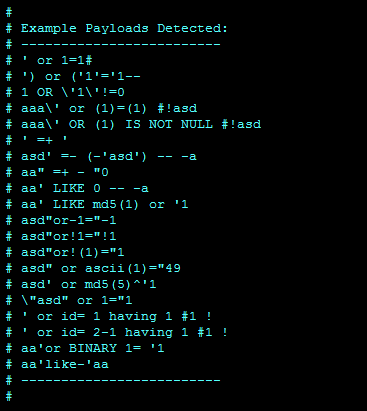 #
# Example Payloads Detected:
# -------------------------
# ' or 1=1#
# ') or ('1'='1--
# 1 OR \'1\'!=0
# aaa\' or (1)=(1) #!asd
# aaa\' OR (1) IS NOT NULL #!asd
# ' =+ '
# asd' =- (-'asd') -- -a
# aa" =+ - "0
# aa' LIKE 0 -- -a
# aa' LIKE md5(1) or '1
# asd"or-1="-1
# asd"or!1="!1
# asd"or!(1)="1
# asd" or ascii(1)="49
# asd' or md5(5)^'1
# \"asd" or 1="1
# ' or id= 1 having 1 #1 !
# ' or id= 2-1 having 1 #1 !
# aa'or BINARY 1= '1
# aa'like-'aa
# -------------------------
#